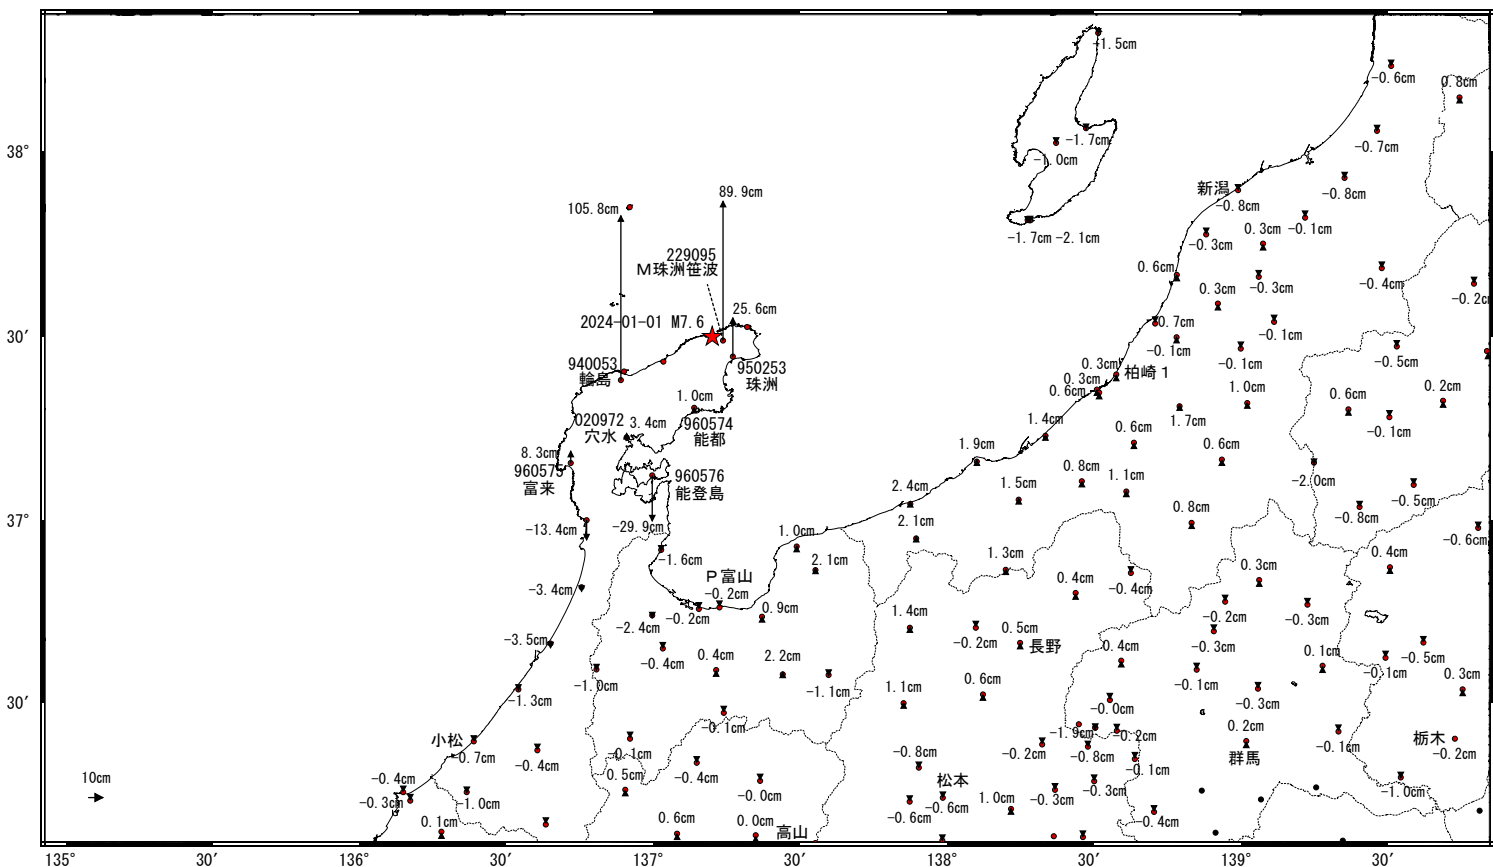 -1.5cm
-0.6cm
0.8cm
-1.7cm
-0.7cm
38°
-1.0cm
新潟
-0.8cm
-0.8cm
89.9cm
105.8cm
-1.7cm -2.1cm
-0.3cm
0.3cm
-0.1cm
229095
M珠洲笹波
0.6cm
-0.3cm
-0.4cm
-0.2c
25.6cm
0.3cm
30′
2024-01-01 M7.6
0.7cm
-0.1cm
-0.1cm
-0.1cm
-0.5cm
940053
輪島
950253
珠洲
0.3cm
柏崎１
0.3cm
0.6cm
1.0cm
1.0cm
0.6cm
0.2cm
020972
穴水
3.4cm
960574
能都
1.4cm
1.7cm
-0.1cm
8.3cm
960575
富来
960576
能登島
1.9cm
0.6cm
0.6cm
0.8cm
1.1cm
-2.0cm
-0.5cm
2.4cm
1.5cm
-0.8cm
37°
-13.4cm
-29.9cm
2.1cm
0.8cm
-0.6cm
1.0cm
-1.6cm
2.1cm
1.3cm
0.3cm
0.4cm
P富山
-0.2cm
-3.4cm
0.4cm
-0.4cm
-2.4cm
-0.2cm
0.9cm
1.4cm
-0.2cm
-0.2cm
-0.3cm
-3.5cm
-0.2cm
0.5cm
長野
-0.3cm
-0.4cm
0.4cm
2.2cm
0.4cm
0.1cm
-0.1cm
-0.5cm
-1.0cm
-1.1cm
1.1cm
0.6cm
-0.1cm
0.3cm
30′
-1.3cm
-0.0cm
-0.3cm
-0.1cm
-1.9cm
-0.2cm
小松
-0.7cm
-0.4cm
-0.1cm
-0.8cm
-0.2cm
-0.8cm
0.2cm
群馬
-0.1cm
栃木
-0.2cm
10cm
-0.4cm
-0.3cm
-1.0cm
0.5cm
-0.4cm
-0.0cm
松本
-0.6cm
-0.6cm
1.0cm
-0.3cm
-0.3cm
-0.1cm
-1.0cm
0.1cm
0.6cm
0.0cm
高山
-0.4cm
135°
30′
136°
30′
137°
30′
138°
30′
139°
30′